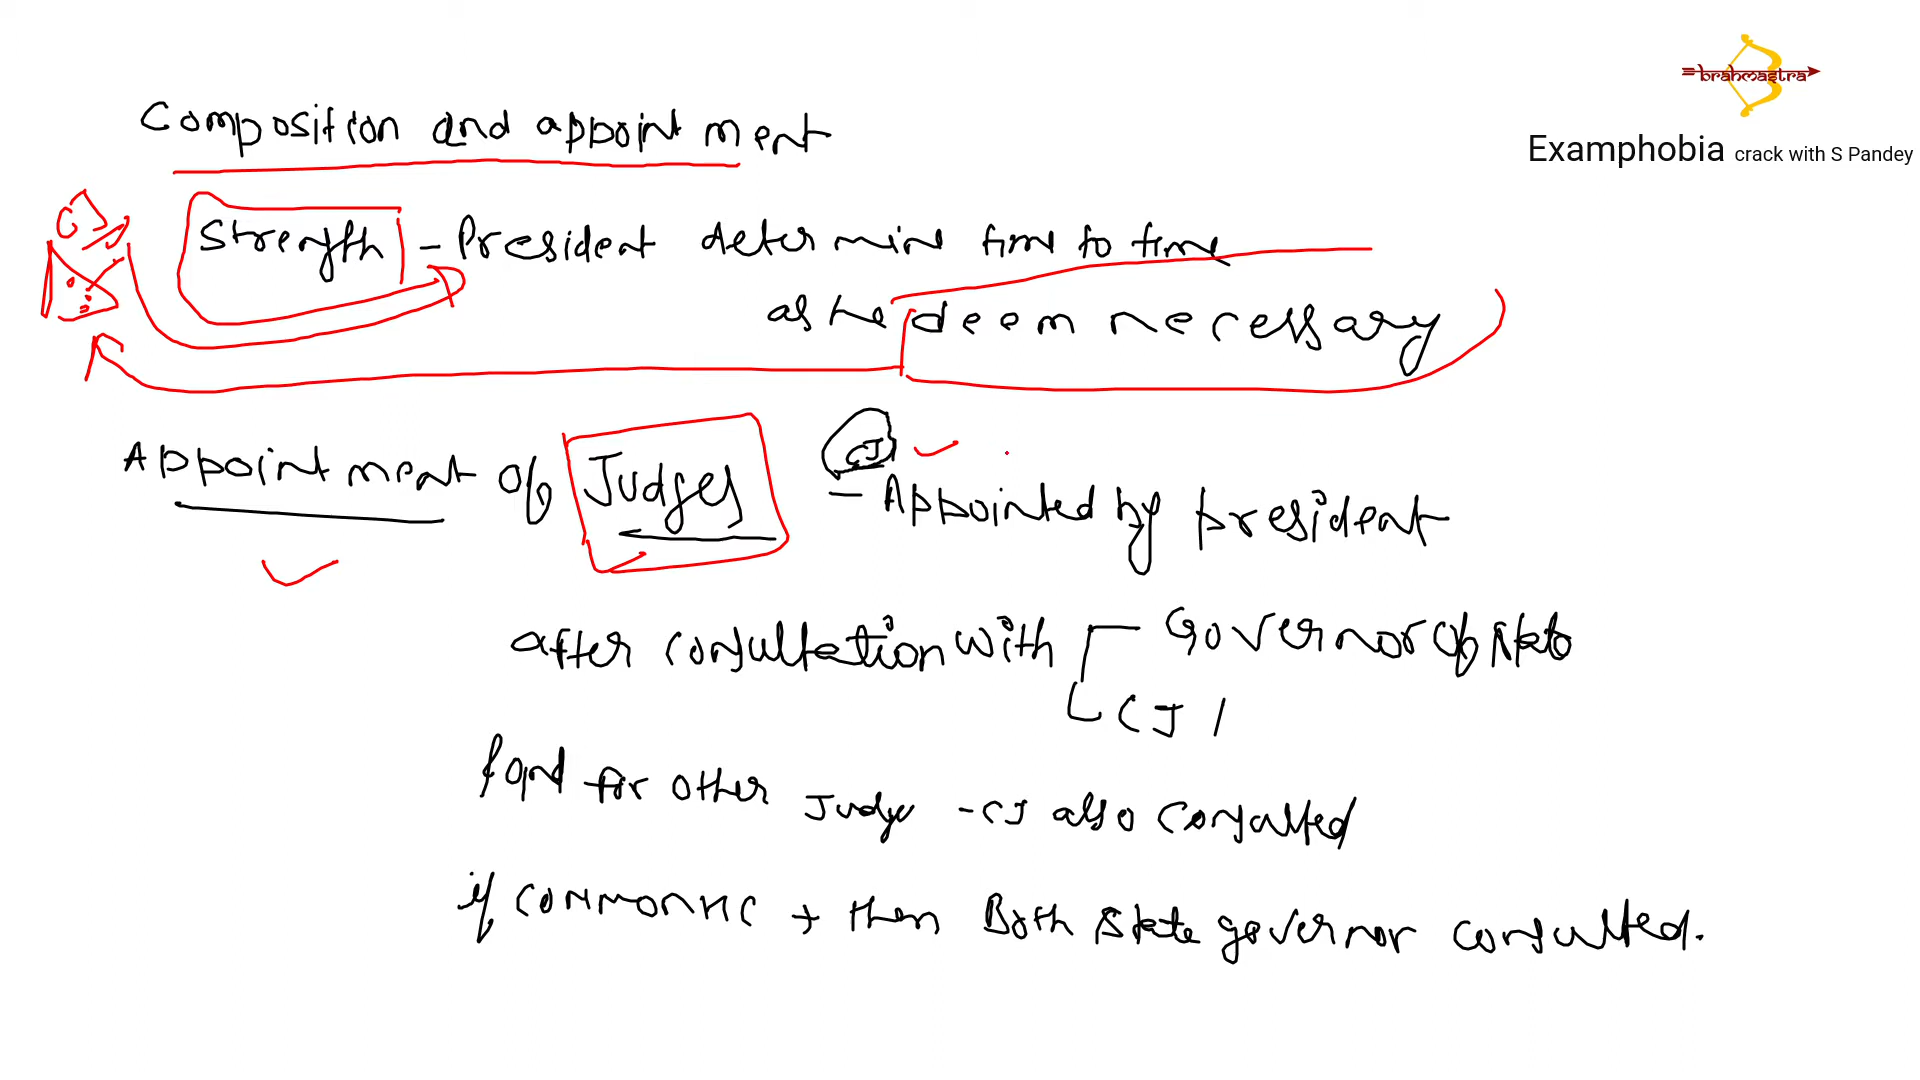 brahmastra
Examphobia crack with S Pandey
Composition and appointment
CJ
Strength - President determine time to time
as he deem necessary
Appointment of Judges
CJ
- Appointed by president
after consultation with Governor of state
CJI
for other Judge - CJ also consulted
if common HC → then Both state governor consulted.